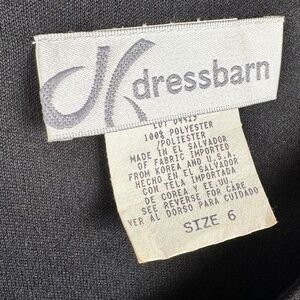 dressbarn
100% POLYESTER
/POLIESTER
MADE IN EL SALVADOR
OF FABRIC IMPORTED
FROM KOREA AND U.S.A
HECHO EN EL SALVADOR
CON TELA IMPORTADA
DE COREA Y EE.UU.
SEE REVERSE FOR CARE
VER AL DORSO PARA CUIDADO
SIZE 6